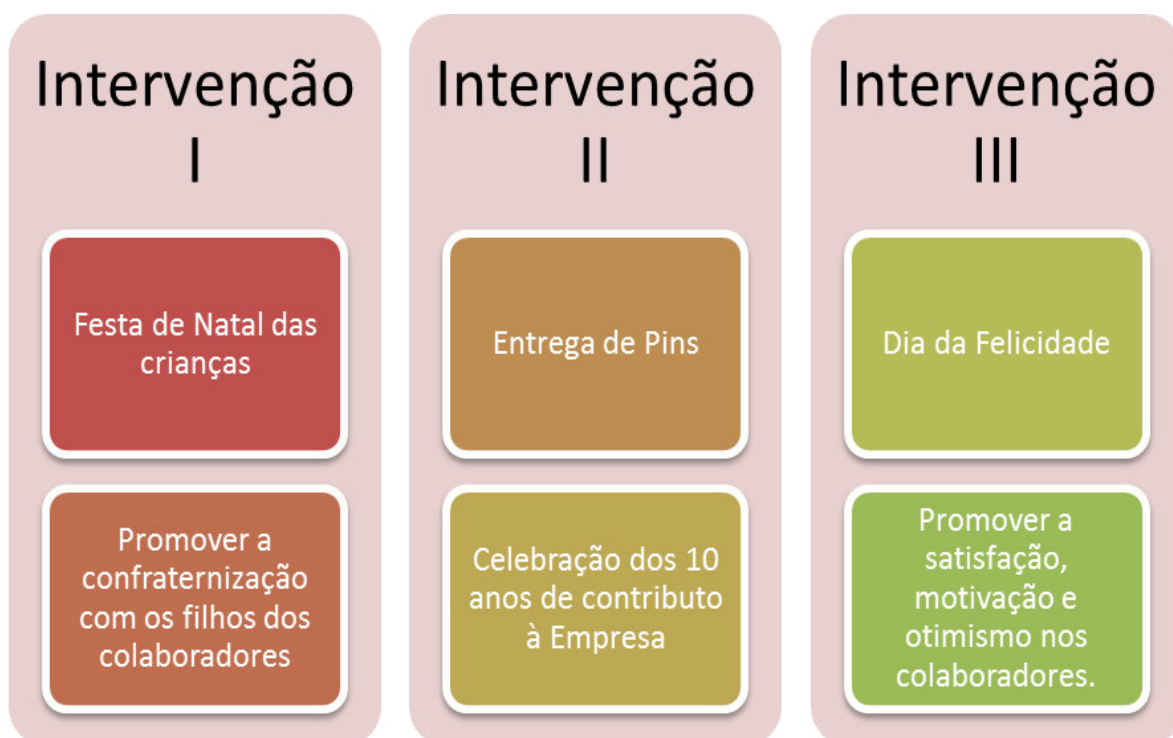 Intervenção
I
Festa de Natal das
crianças
Promover a
confraternização
com os filhos dos
colaboradores
Intervenção
II
Entrega de Pins
Celebração dos 10
anos de contributo
à Empresa
Intervenção
III
Dia da Felicidade
Promover a
satisfação,
motivação e
otimismo nos
colaboradores.